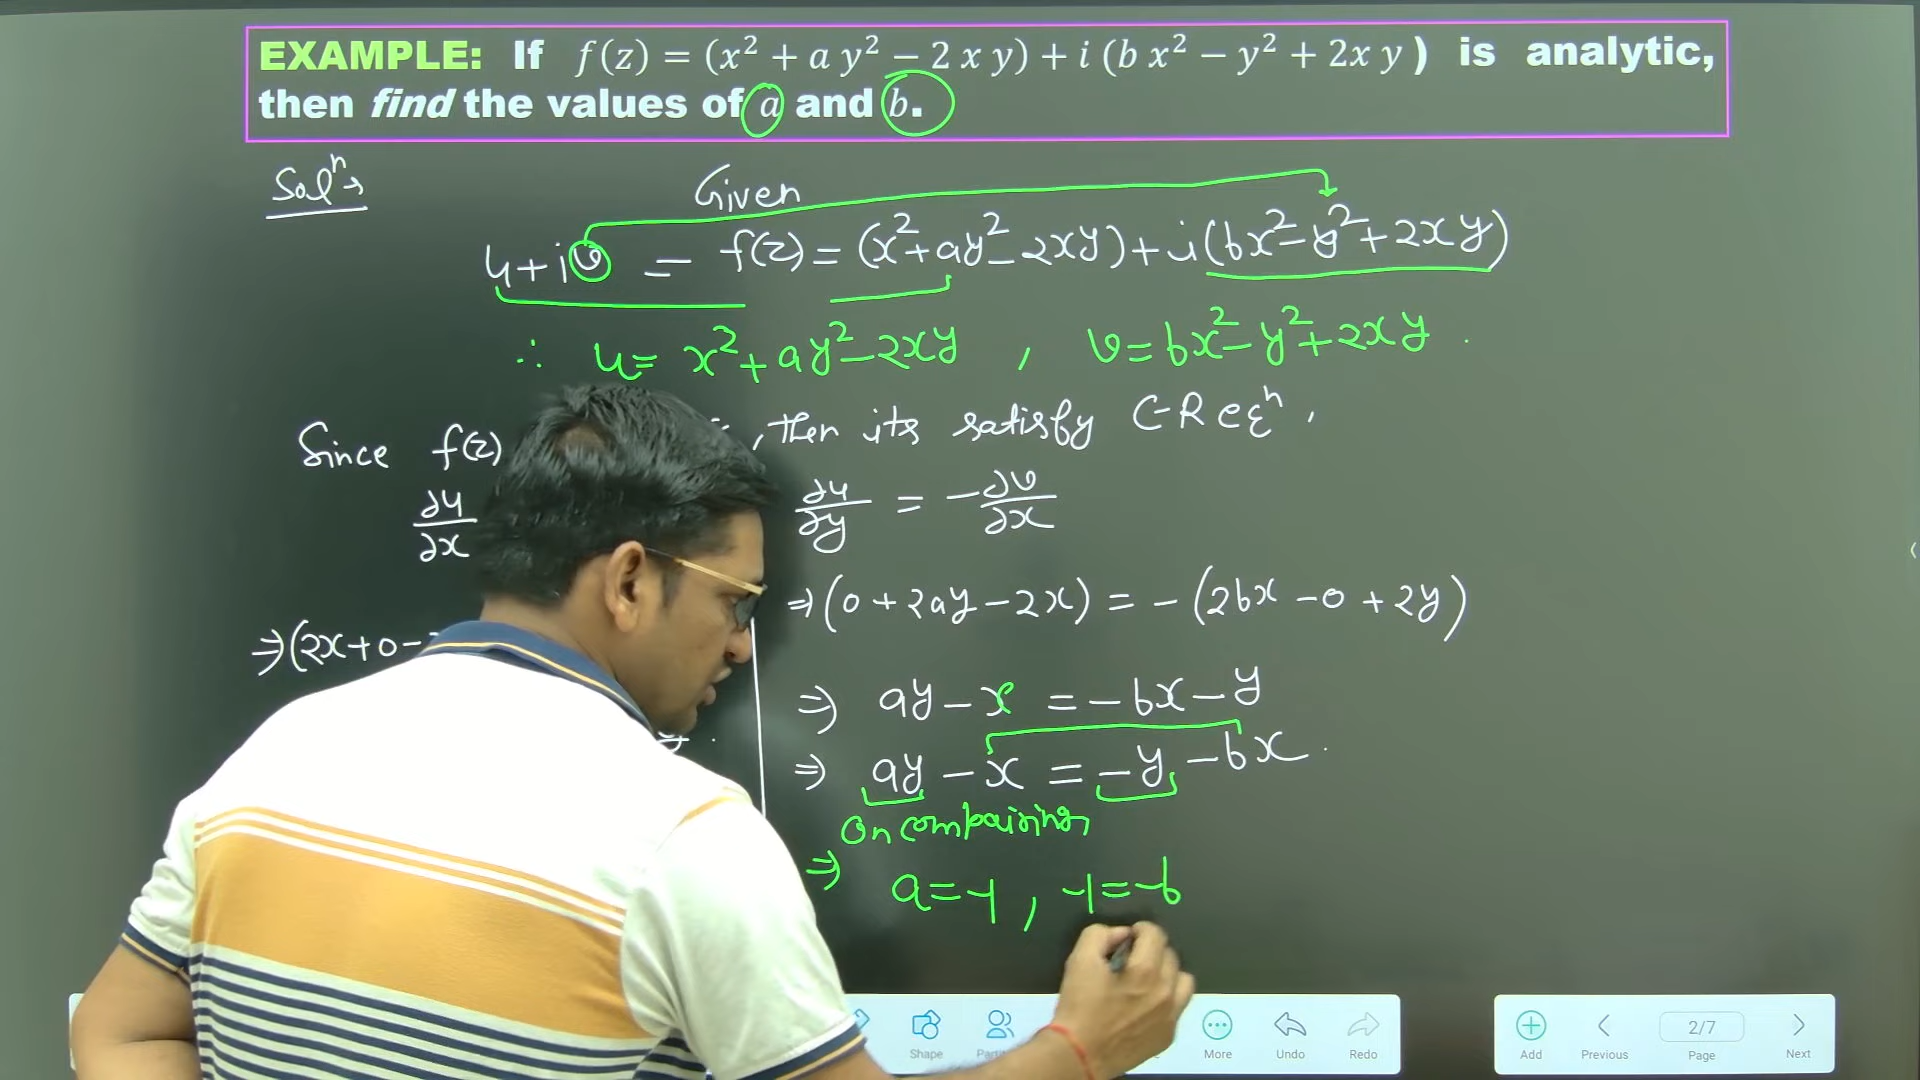 EXAMPLE: If f(z) = (x² + a y² − 2 x y) + i (b x² − y² + 2x y ) is analytic,
then find the values of a and b.
Solⁿ→
Given
u+iv = f(z) = (x²+ay²−2xy)+i(bx²−y²+2xy)
∴ u= x²+ay²−2xy , v=bx²−y²+2xy .
Since f(z) , then its satisfy C-R eqⁿ,
∂u/∂x
∂u/∂y = −∂v/∂x
⇒(2x+0−
⇒(0+2ay−2x) = −(2bx−0+2y)
⇒ ay−x = −bx−y
⇒ ay−x = −y−bx .
On compairing,
⇒ a=−1 , −1=−b
Shape
More
Undo
Redo
Add
Previous
2/7
Page
Next